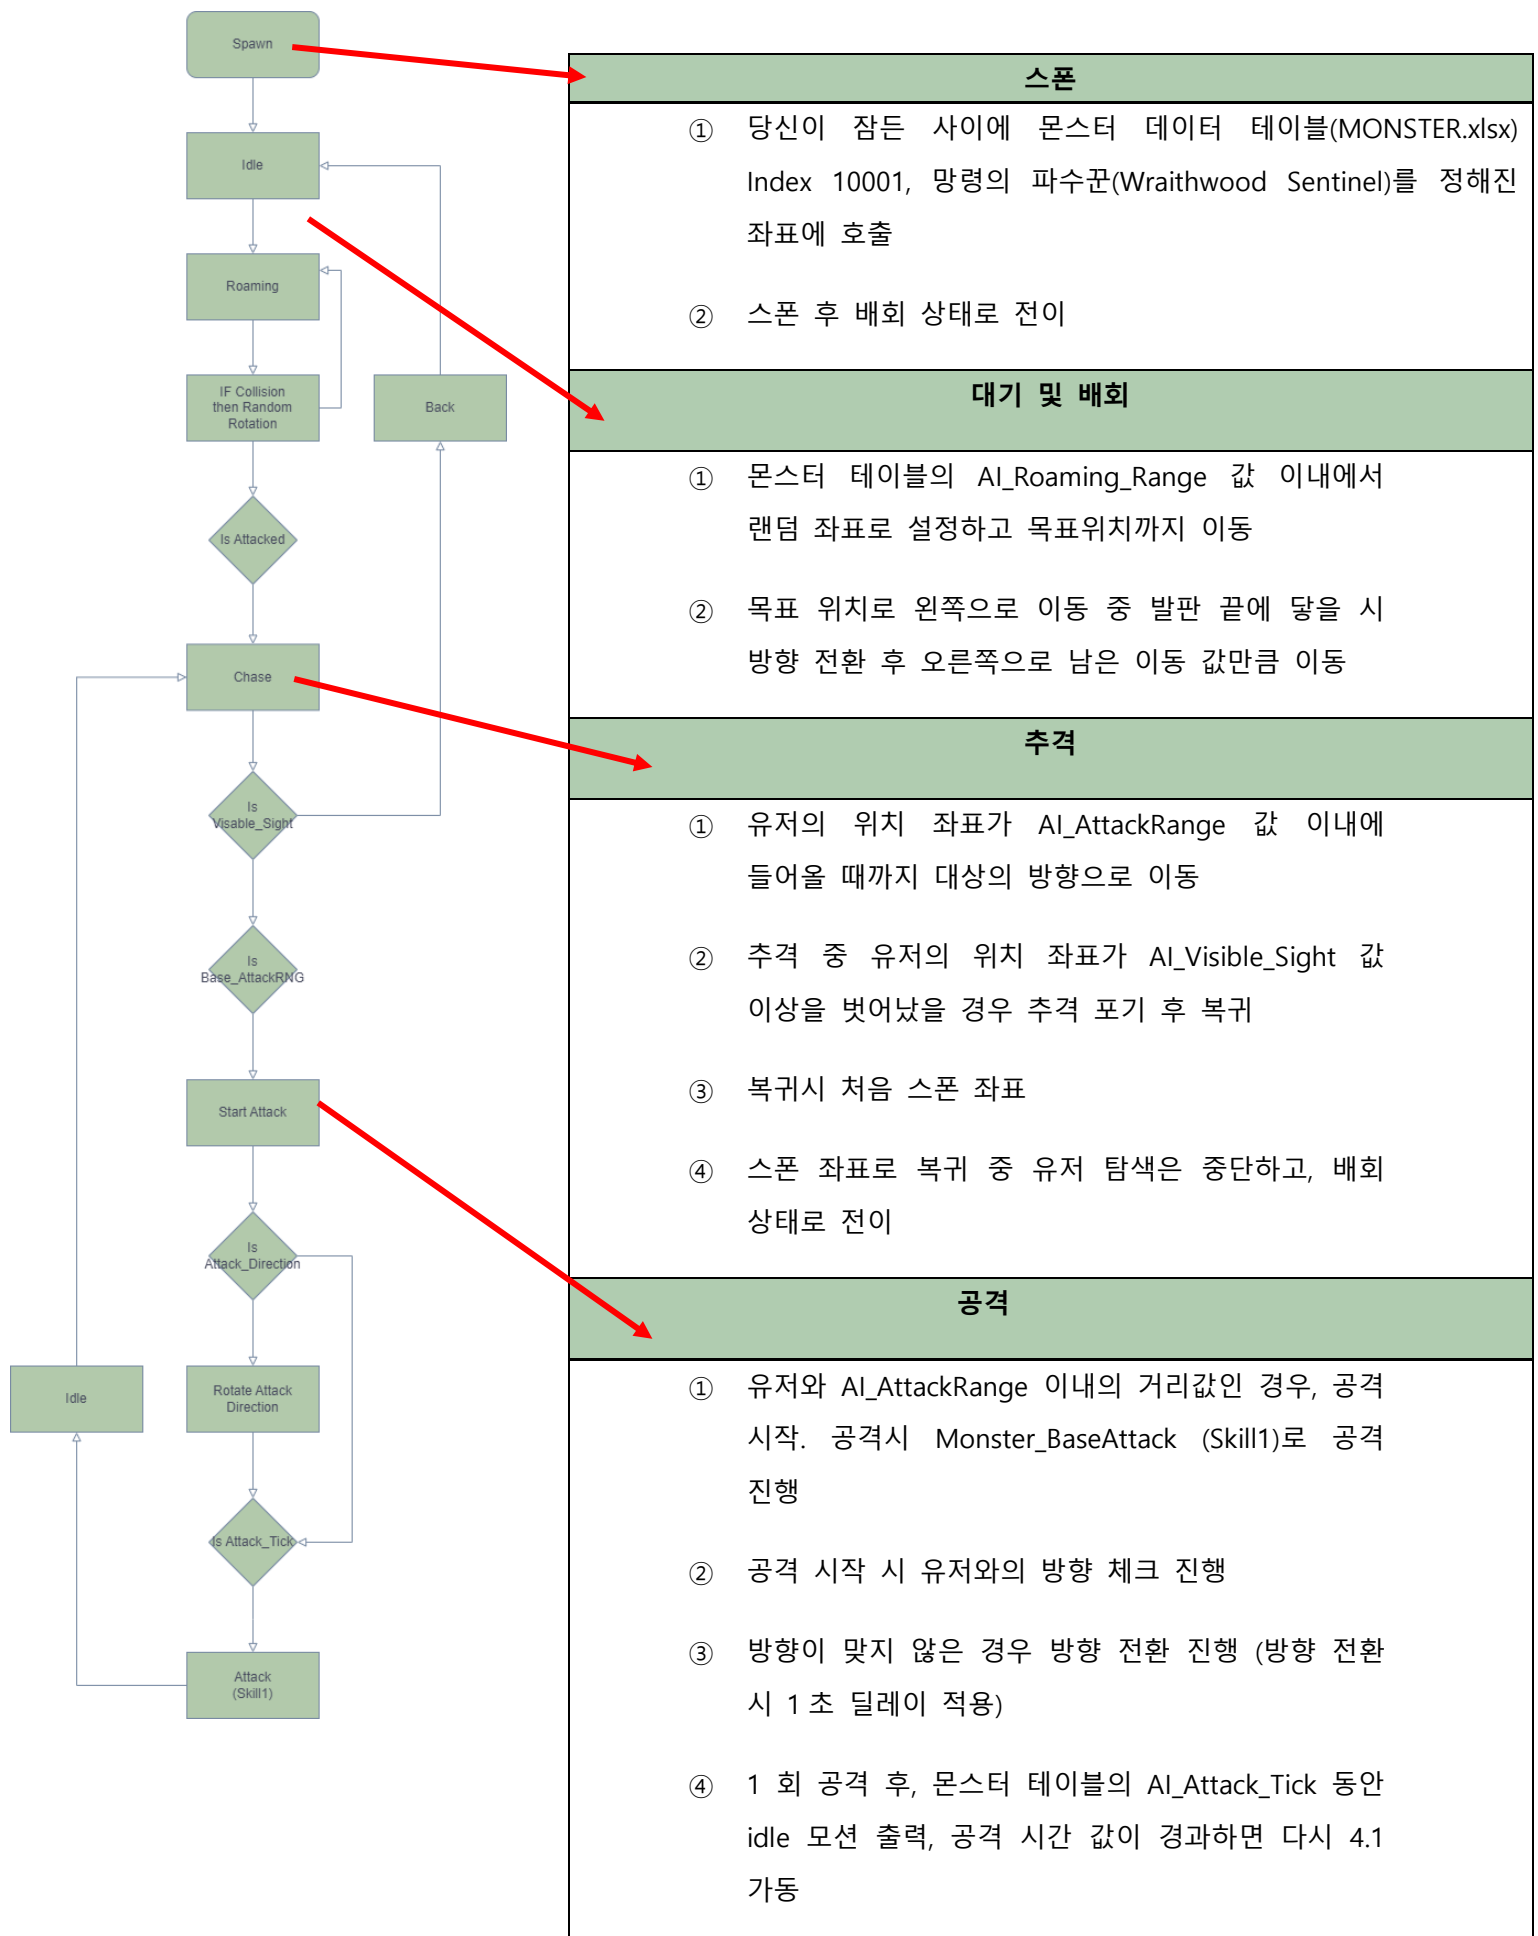 Spawn
Idle
Roaming
IF Collision
then Random
Rotation
Back
Is Attacked
Chase
Is
Visable_Sight
Is
Base_AttackRNG
Start Attack
Is
Attack_Direction
Idle
Rotate Attack
Direction
Is Attack_Tick
Attack
(Skill1)
스폰
① 당신이 잠든 사이에 몬스터 데이터 테이블(MONSTER.xlsx)
Index 10001, 망령의 파수꾼(Wraithwood Sentinel)를 정해진
좌표에 호출
② 스폰 후 배회 상태로 전이
대기 및 배회
① 몬스터 테이블의 AI_Roaming_Range 값 이내에서
랜덤 좌표로 설정하고 목표위치까지 이동
② 목표 위치로 왼쪽으로 이동 중 발판 끝에 닿을 시
방향 전환 후 오른쪽으로 남은 이동 값만큼 이동
추격
① 유저의 위치 좌표가 AI_AttackRange 값 이내에
들어올 때까지 대상의 방향으로 이동
② 추격 중 유저의 위치 좌표가 AI_Visible_Sight 값
이상을 벗어났을 경우 추격 포기 후 복귀
③ 복귀시 처음 스폰 좌표
④ 스폰 좌표로 복귀 중 유저 탐색은 중단하고, 배회
상태로 전이
공격
① 유저와 AI_AttackRange 이내의 거리값인 경우, 공격
시작. 공격시 Monster_BaseAttack (Skill1)로 공격
진행
② 공격 시작 시 유저와의 방향 체크 진행
③ 방향이 맞지 않은 경우 방향 전환 진행 (방향 전환
시 1초 딜레이 적용)
④ 1 회 공격 후, 몬스터 테이블의 AI_Attack_Tick 동안
idle 모션 출력, 공격 시간 값이 경과하면 다시 4.1
가동